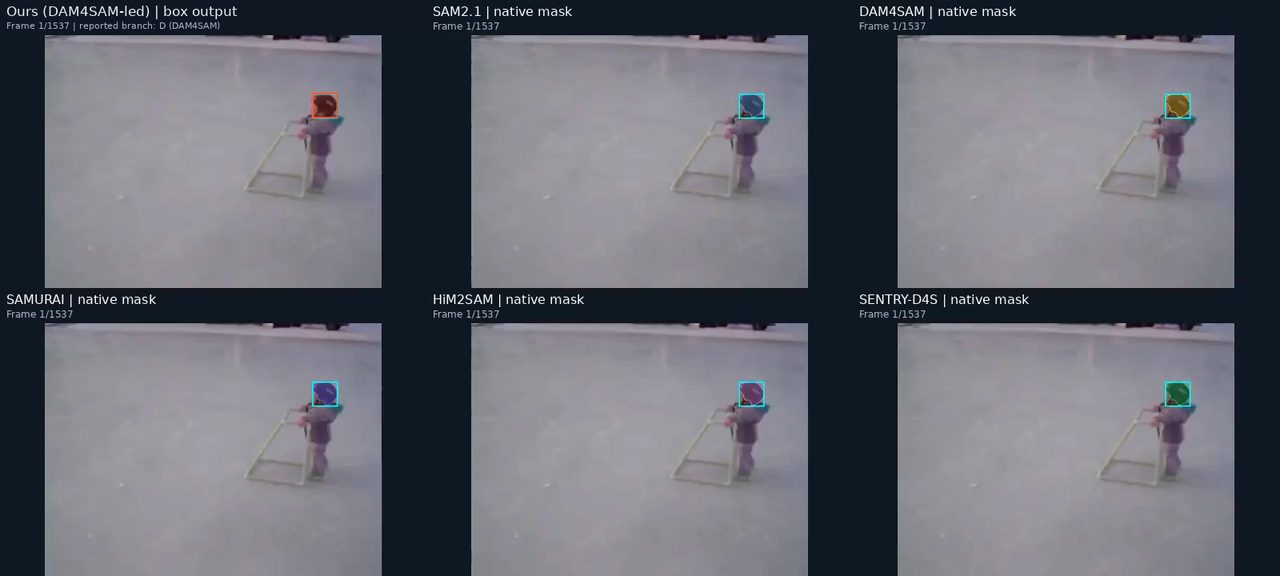 Ours (DAM4SAM-led) | box output
Frame 1/1537 | reported branch: D (DAM4SAM)
SAM2.1 | native mask
Frame 1/1537
DAM4SAM | native mask
Frame 1/1537
SAMURAI | native mask
Frame 1/1537
HiM2SAM | native mask
Frame 1/1537
SENTRY-D4S | native mask
Frame 1/1537